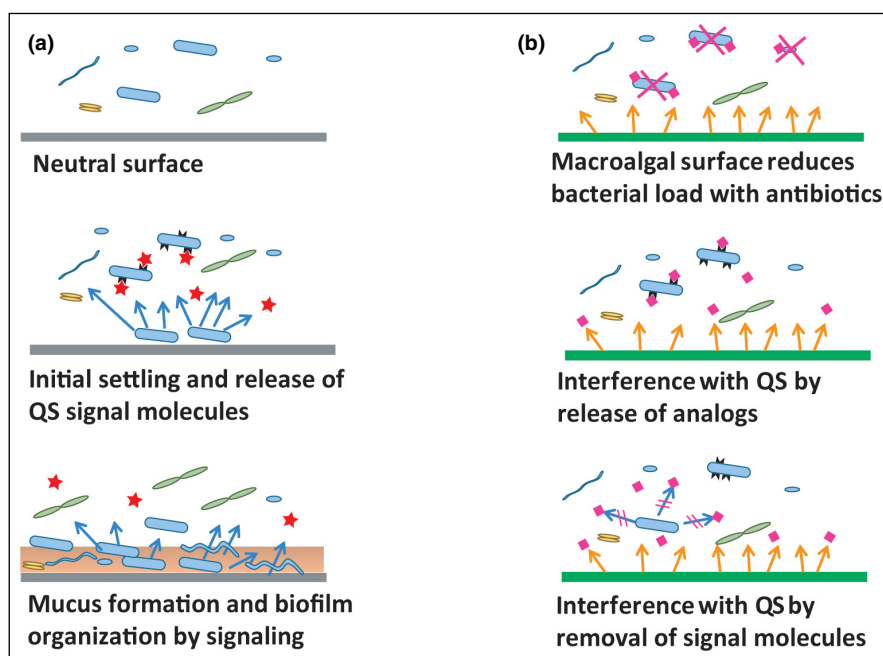 (a)
Neutral surface
Initial settling and release of
QS signal molecules
Mucus formation and biofilm
organization by signaling
(b)
Macroalgal surface reduces
bacterial load with antibiotics
Interference with QS by
release of analogs
Interference with QS by
removal of signal molecules